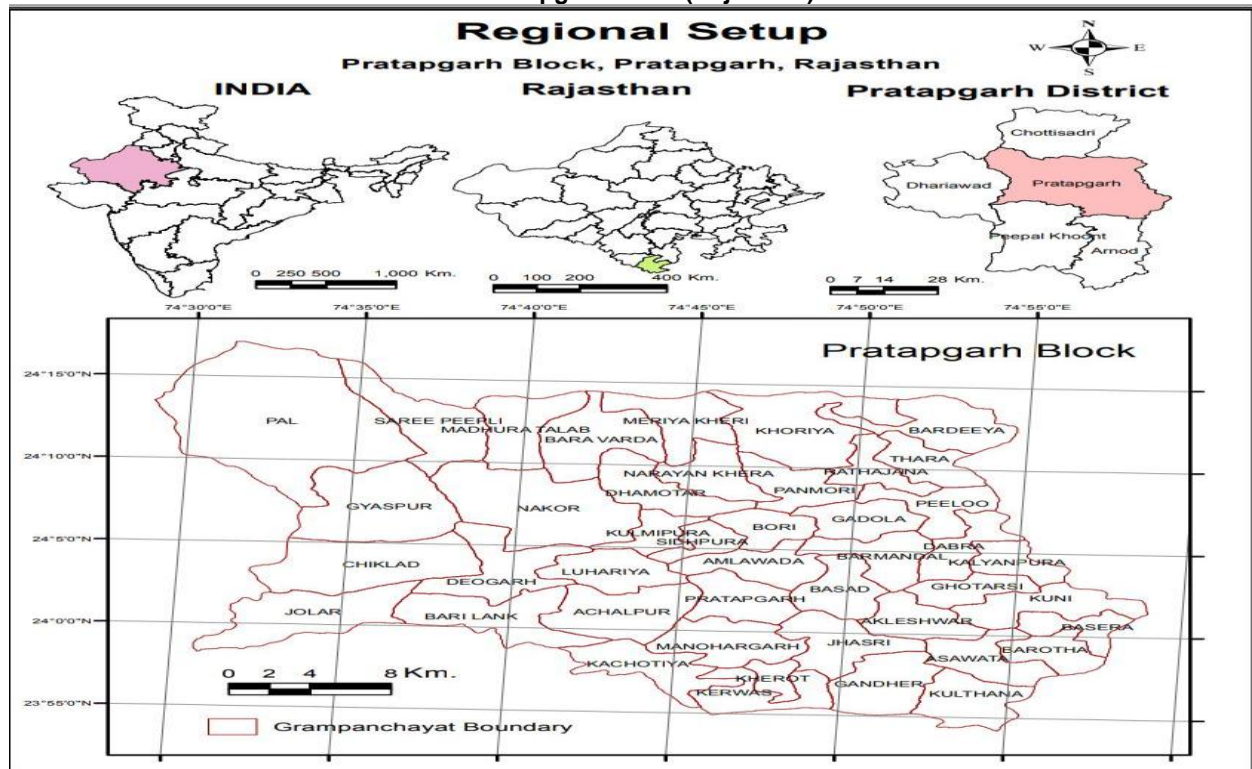 Regional Setup
Pratapgarh Block, Pratapgarh, Rajasthan
N
W E
S
INDIA
Rajasthan
Pratapgarh District
Chottisadri
Dhariawad
Pratapgarh
Peepal Khoont
Arnod
0 250 500 1,000 Km.
0 100 200 400 Km.
0 7 14 28 Km.
74°30'0"E 74°35'0"E 74°40'0"E 74°45'0"E 74°50'0"E 74°55'0"E
Pratapgarh Block
24°15'0"N
24°10'0"N
24°5'0"N
24°0'0"N
23°55'0"N
PAL
SAREE PEEPLI
MADHURA TALAB
BARA VARDA
MERIYA KHERI
KHORIYA
BARDEEYA
THARA
RATHAJANA
NARAYAN KHERA
DHAMOTAR
PANMORI
PEELOO
GYASPUR
NAKOR
GADOLA
BORI
KULMIPURA
SIDHPURA
DABRA
BARMANDAL
KALYANPURA
AMLAWADA
CHIKLAD
LUHARIYA
DEOGARH
BASAD
GHOTARSI
KUNI
PRATAPGARH
JOLAR
BARI LANK
ACHALPUR
AKLESHWAR
BASERA
MANOHARGARH
JHASRI
BAROTHA
ASAWATA
KACHOTIYA
KHEROT
GANDHER
KERWAS
KULTHANA
0 2 4 8 Km.
Grampanchayat Boundary